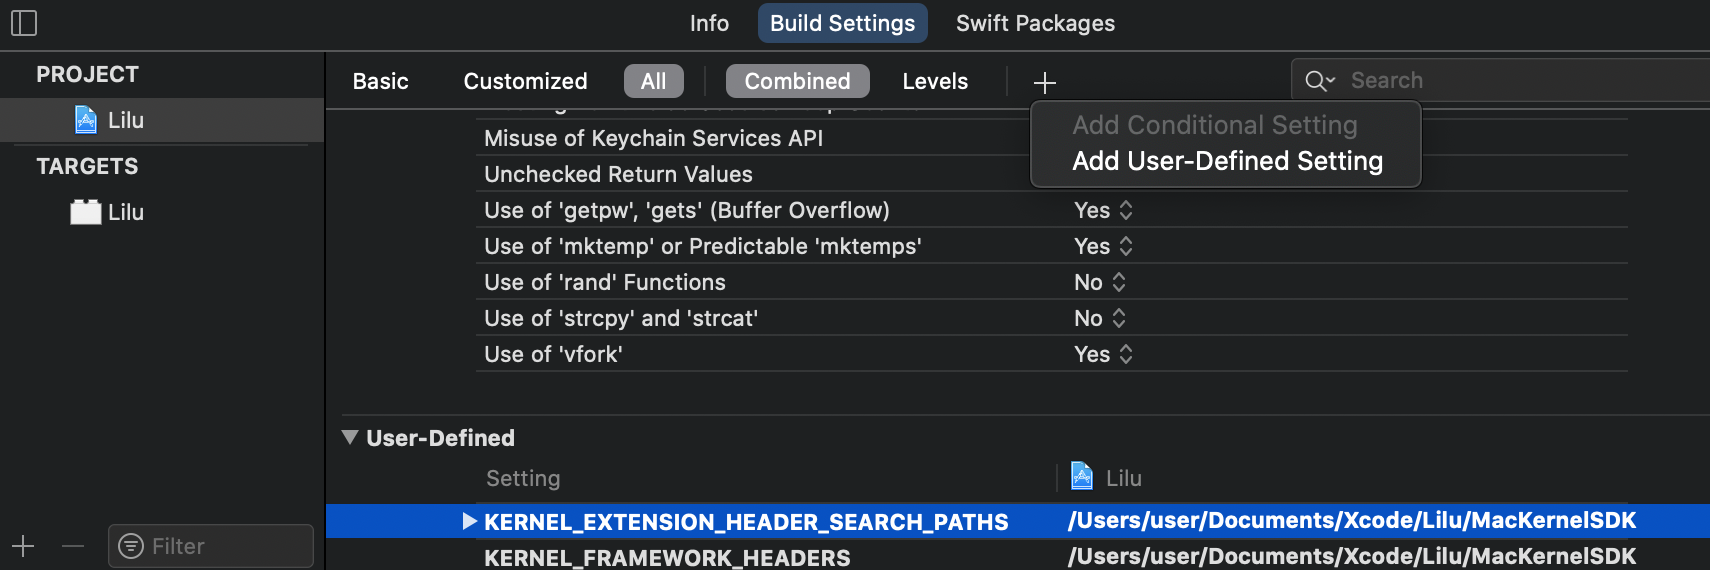 Info Build Settings Swift Packages
PROJECT
Lilu
TARGETS
Lilu
Filter
Basic Customized All Combined Levels Search
Add Conditional Setting
Add User-Defined Setting
Misuse of Keychain Services API
Unchecked Return Values
Use of 'getpw', 'gets' (Buffer Overflow) Yes
Use of 'mktemp' or Predictable 'mktemps' Yes
Use of 'rand' Functions No
Use of 'strcpy' and 'strcat' No
Use of 'vfork' Yes
User-Defined
Setting Lilu
KERNEL_EXTENSION_HEADER_SEARCH_PATHS /Users/user/Documents/Xcode/Lilu/MacKernelSDK
KERNEL_FRAMEWORK_HEADERS /Users/user/Documents/Xcode/Lilu/MacKernelSDK